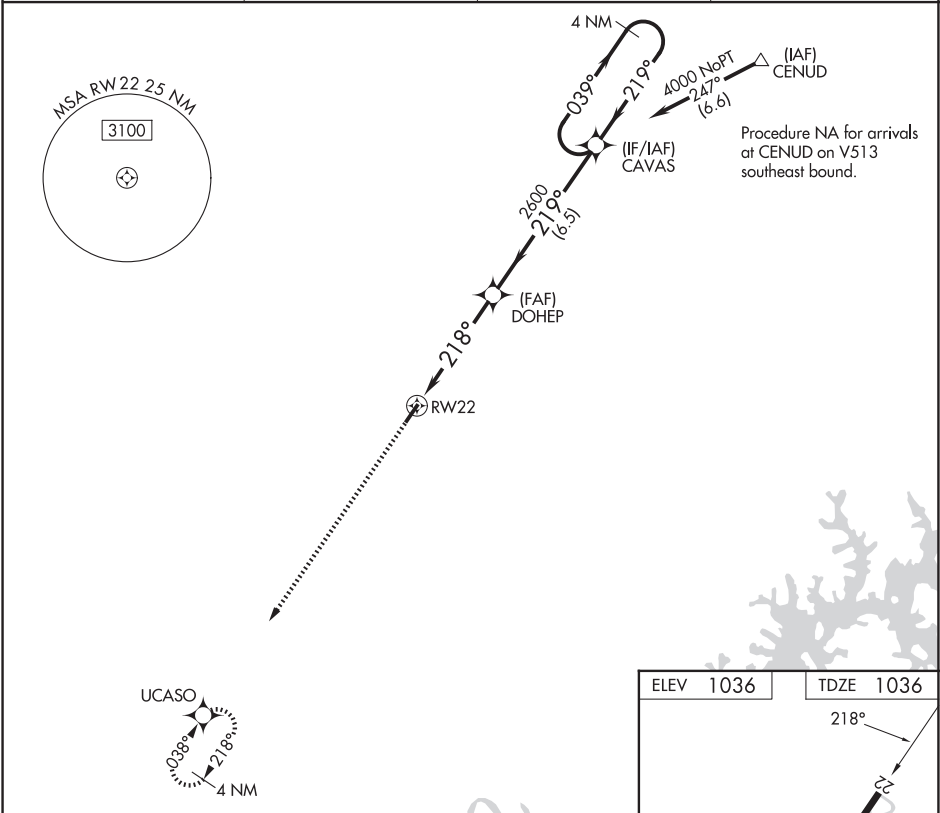 4 NM
039°
219°
4000 NoPT
247°
(6.6)
(IAF)
CENUD
MSA RW 22 25 NM
3100
(IF/IAF)
CAVAS
Procedure NA for arrivals
at CENUD on V513
southeast bound.
2600
219°
(6.5)
(FAF)
DOHEP
218°
RW22
UCASO
038°
218°
4 NM
ELEV 1036
TDZE 1036
218°
22